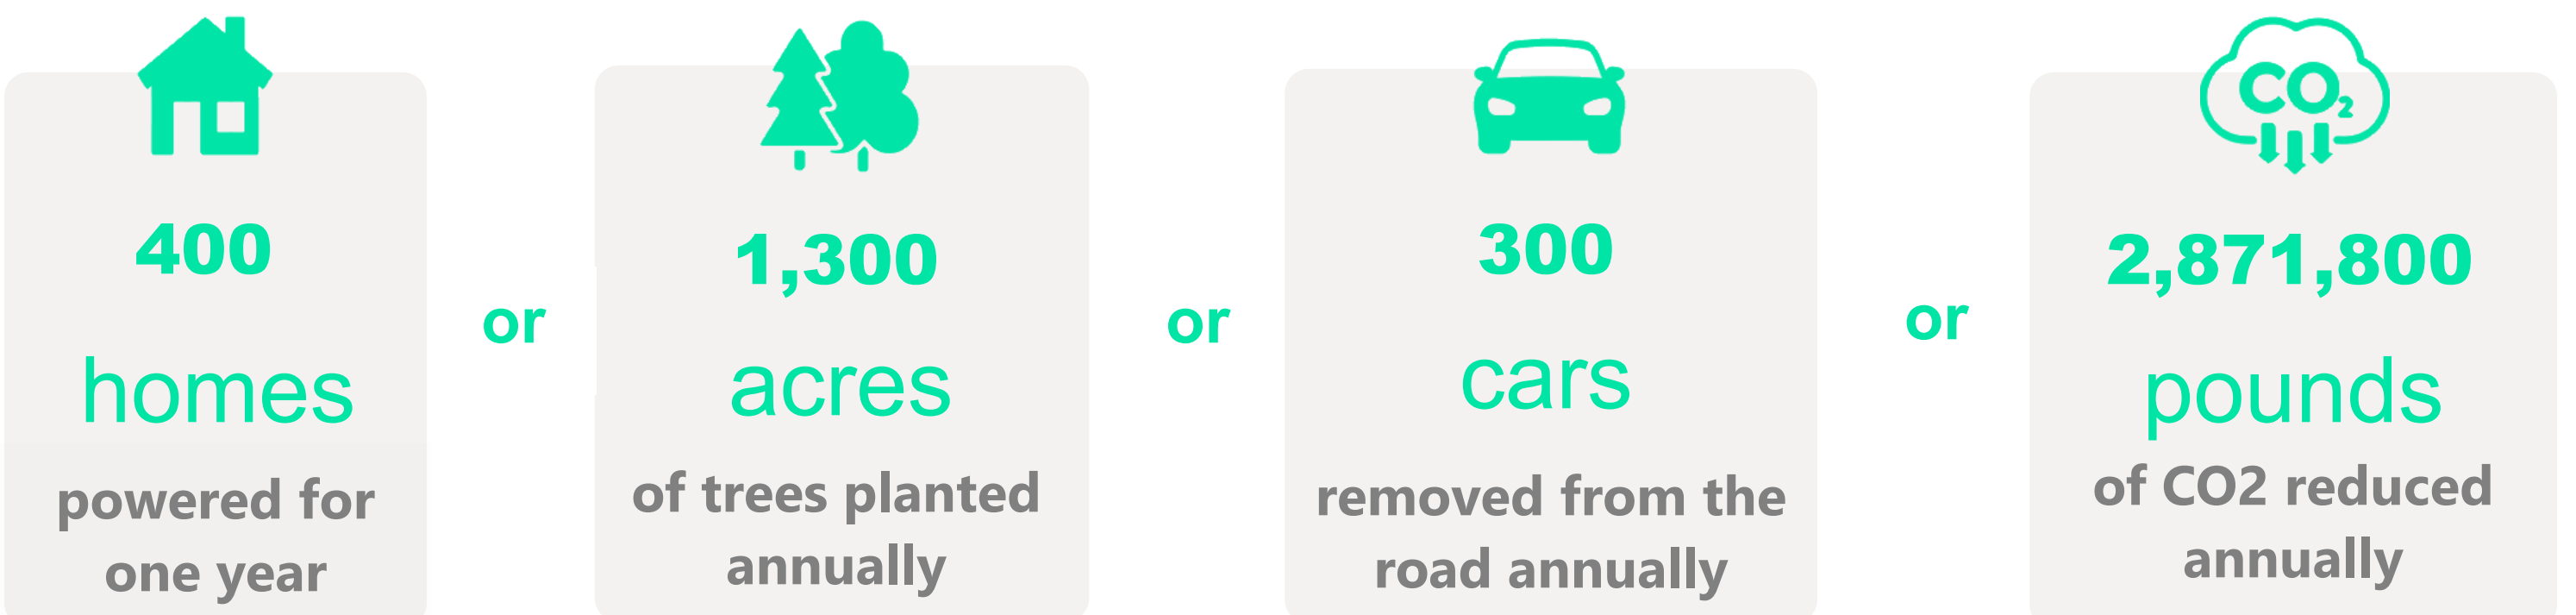 400
homes
powered for
one year
or
1,300
acres
of trees planted
annually
or
300
cars
removed from the
road annually
or
CO2
2,871,800
pounds
of CO2 reduced
annually